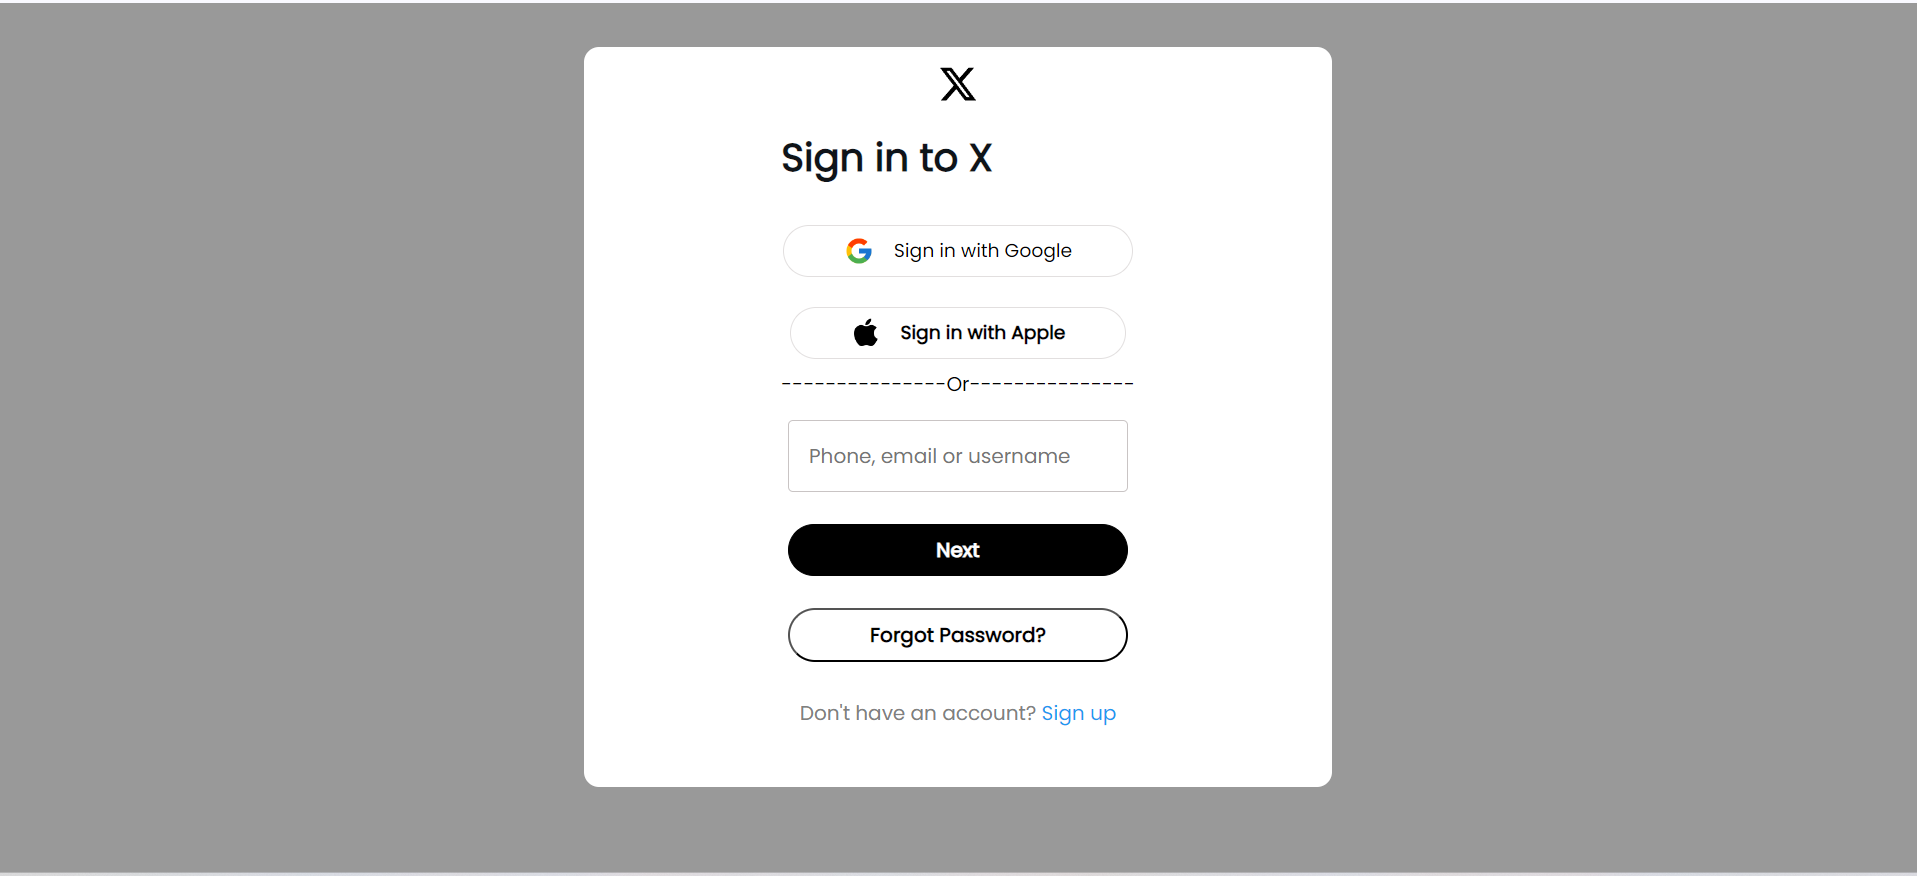 Sign in to X
Sign in with Google
Sign in with Apple
---------------Or---------------
Phone, email or username
Next
Forgot Password?
Don't have an account? Sign up